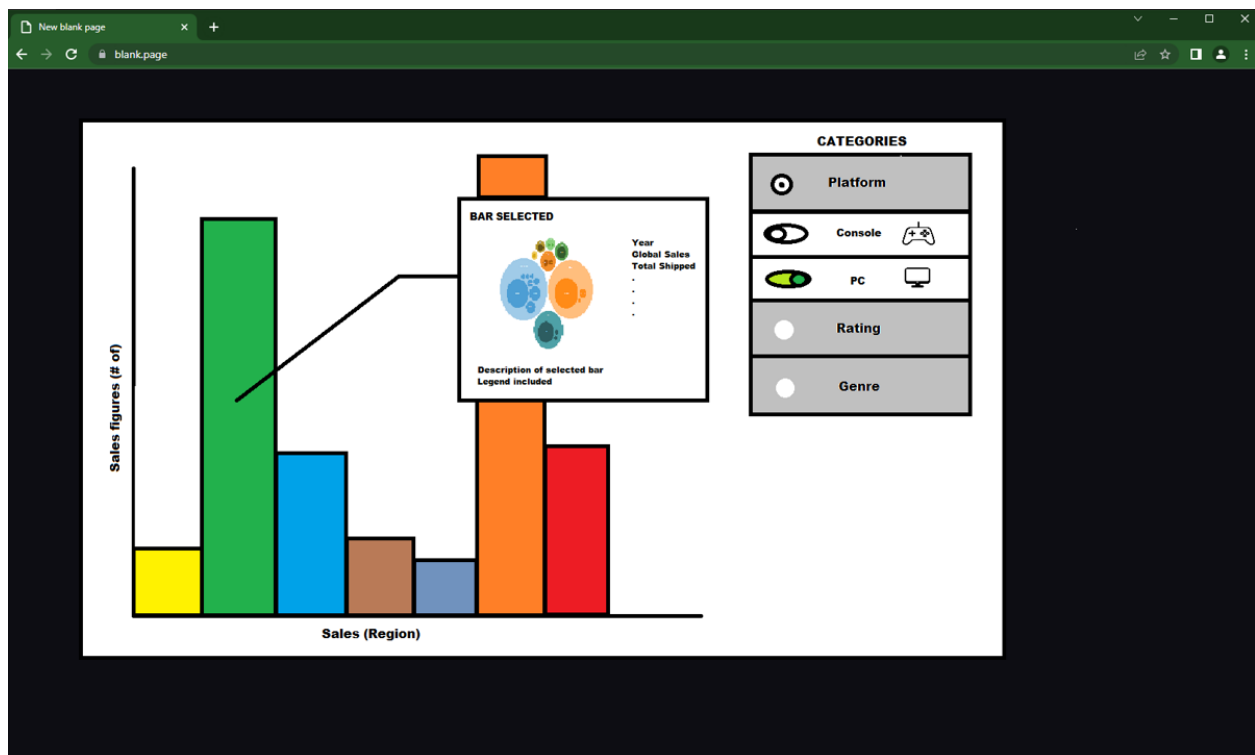 New blank page
blank.page
CATEGORIES
Platform
Console
PC
Rating
Genre
BAR SELECTED
Year
Global Sales
Total Shipped
.
.
.
.
Description of selected bar
Legend included
Sales figures (# of)
Sales (Region)